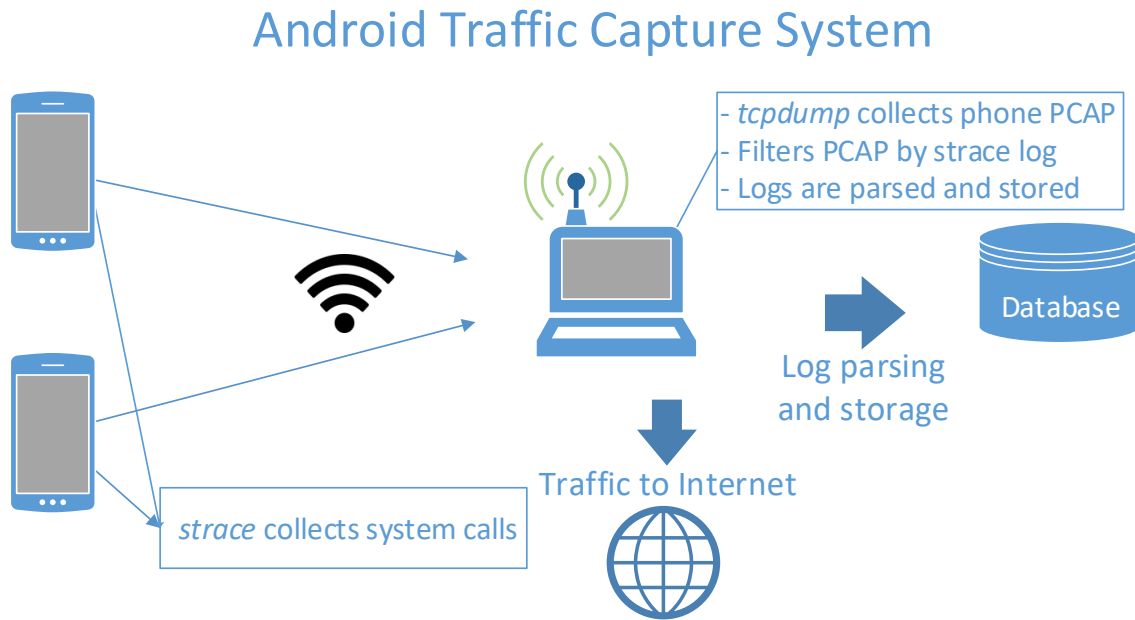 Android Traffic Capture System
- tcpdump collects phone PCAP
- Filters PCAP by strace log
- Logs are parsed and stored
Database
Log parsing
and storage
Traffic to Internet
strace collects system calls